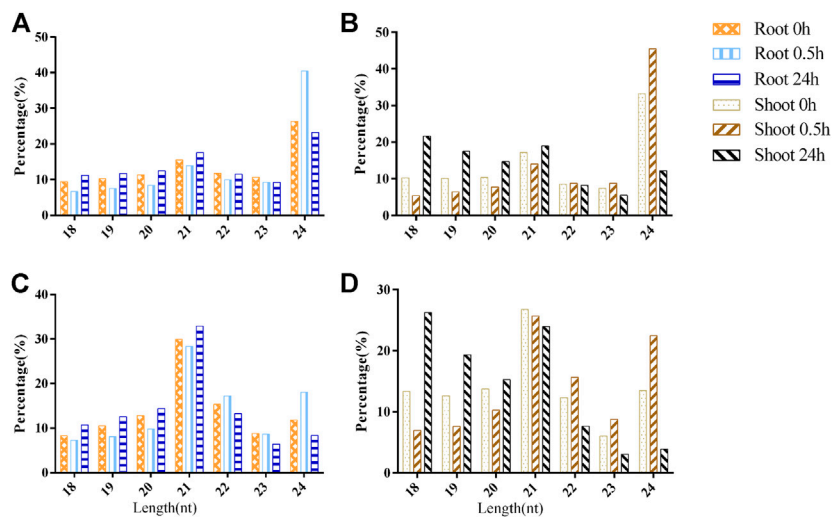 A
Percentage(%)
50
40
30
20
10
0
18 19 20 21 22 23 24
B
Percentage(%)
50
40
30
20
10
0
18 19 20 21 22 23 24
Root 0h
Root 0.5h
Root 24h
Shoot 0h
Shoot 0.5h
Shoot 24h
C
Percentage(%)
40
30
20
10
0
18 19 20 21 22 23 24
Length(nt)
D
Percentage(%)
30
20
10
0
18 19 20 21 22 23 24
Length(nt)